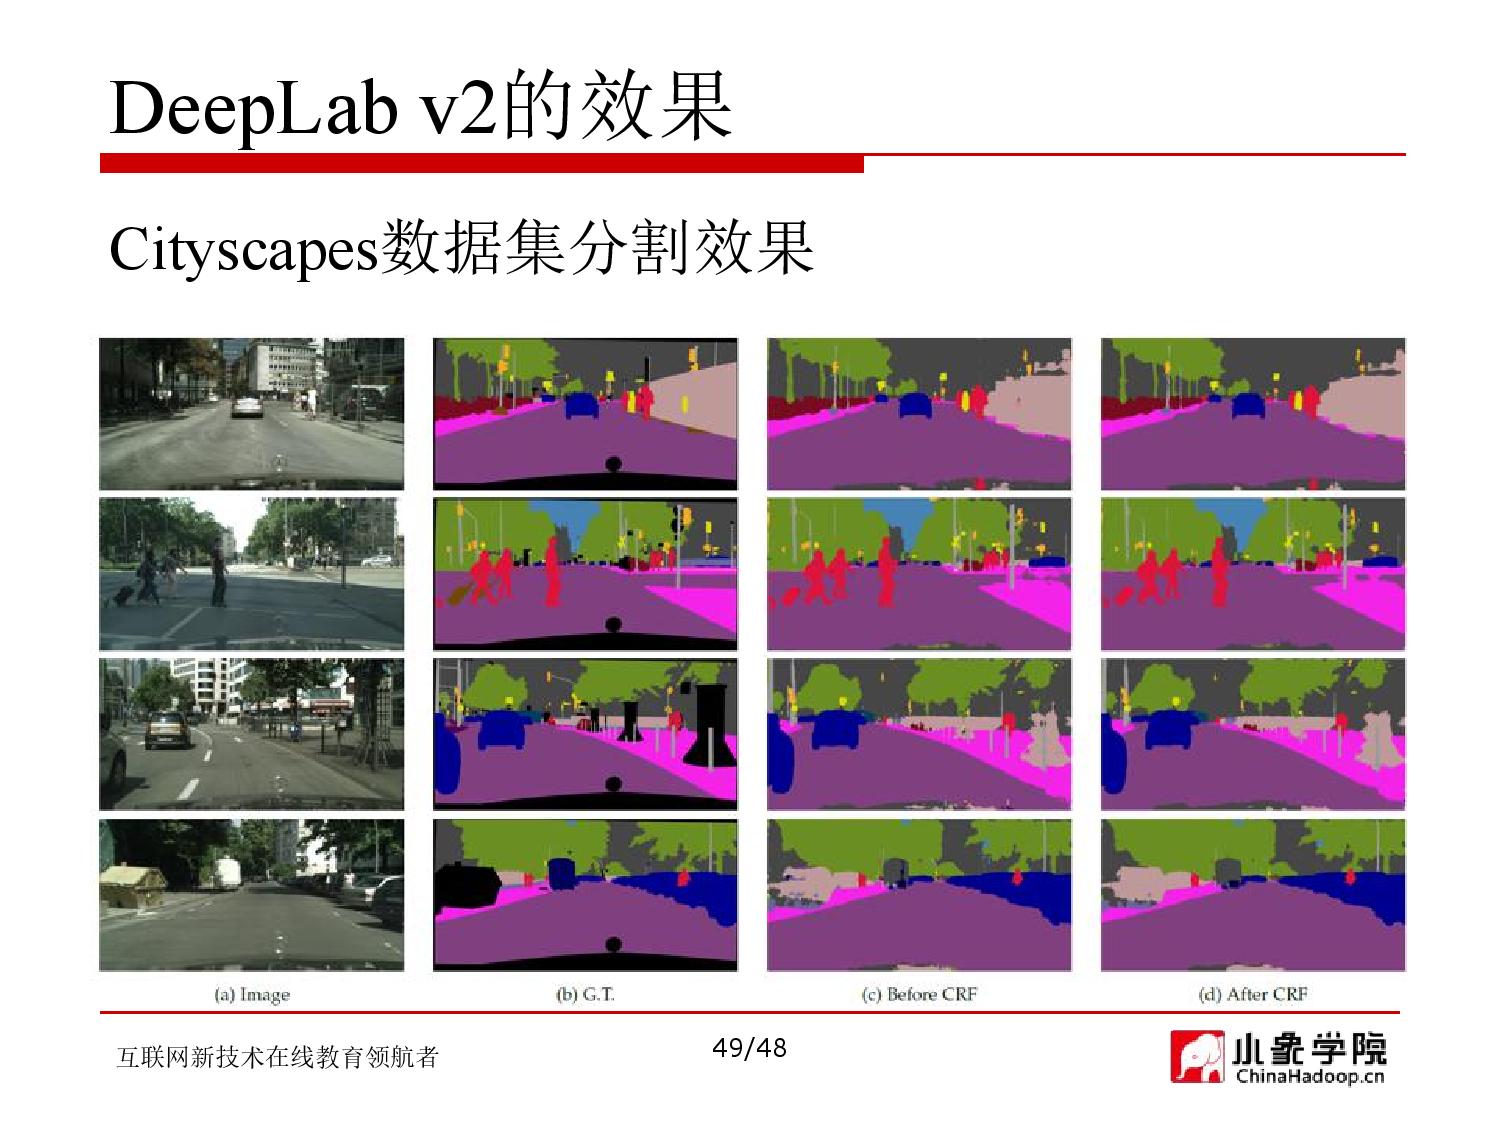 DeepLab v2的效果
Cityscapes数据集分割效果
(a) Image
(b) G.T.
(c) Before CRF
(d) After CRF
互联网新技术在线教育领航者
49/48
小象学院
ChinaHadoop.cn